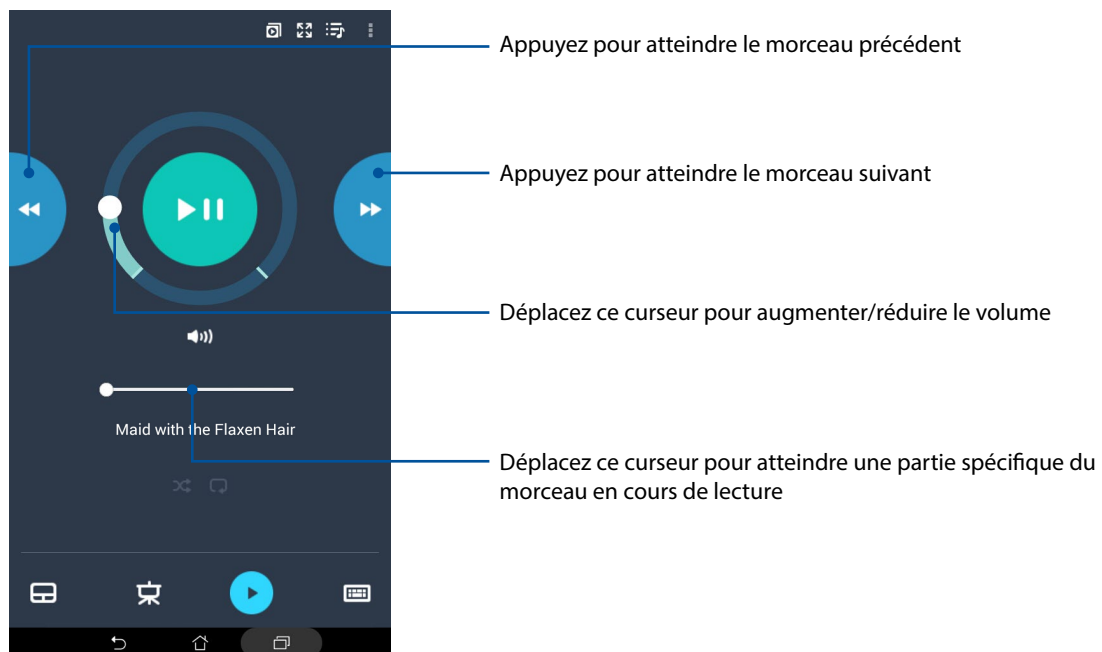 Appuyez pour atteindre le morceau précédent
Appuyez pour atteindre le morceau suivant
Déplacez ce curseur pour augmenter/réduire le volume
Maid with the Flaxen Hair
Déplacez ce curseur pour atteindre une partie spécifique du
morceau en cours de lecture